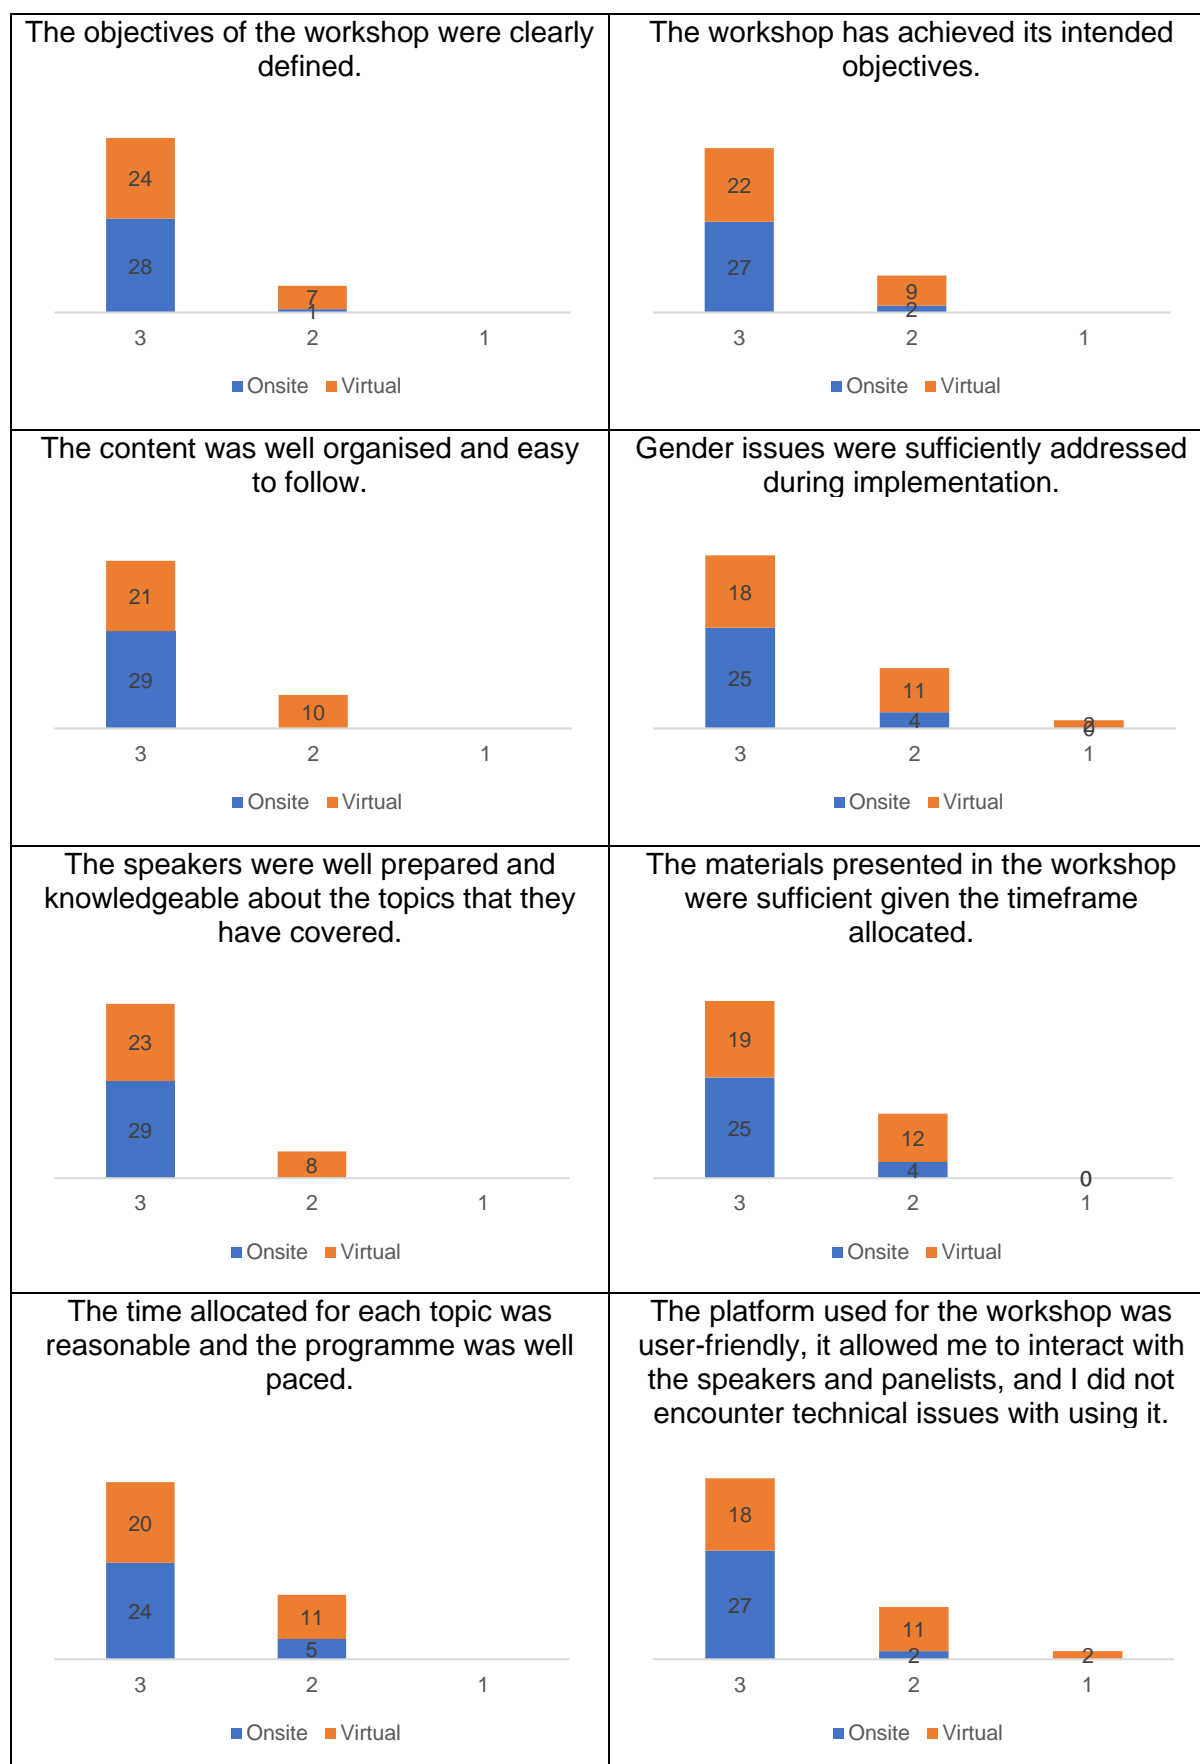 The objectives of the workshop were clearly
defined.
24
28
7
1
3 2 1
Onsite Virtual
The workshop has achieved its intended
objectives.
22
27
9
2
3 2 1
Onsite Virtual
The content was well organised and easy
to follow.
21
29
10
3 2 1
Onsite Virtual
Gender issues were sufficiently addressed
during implementation.
18
25
11
4
2
0
3 2 1
Onsite Virtual
The speakers were well prepared and
knowledgeable about the topics that they
have covered.
23
29
8
3 2 1
Onsite Virtual
The materials presented in the workshop
were sufficient given the timeframe
allocated.
19
25
12
4
0
3 2 1
Onsite Virtual
The time allocated for each topic was
reasonable and the programme was well
paced.
20
24
11
5
3 2 1
Onsite Virtual
The platform used for the workshop was
user-friendly, it allowed me to interact with
the speakers and panelists, and I did not
encounter technical issues with using it.
18
27
11
2
2
3 2 1
Onsite Virtual